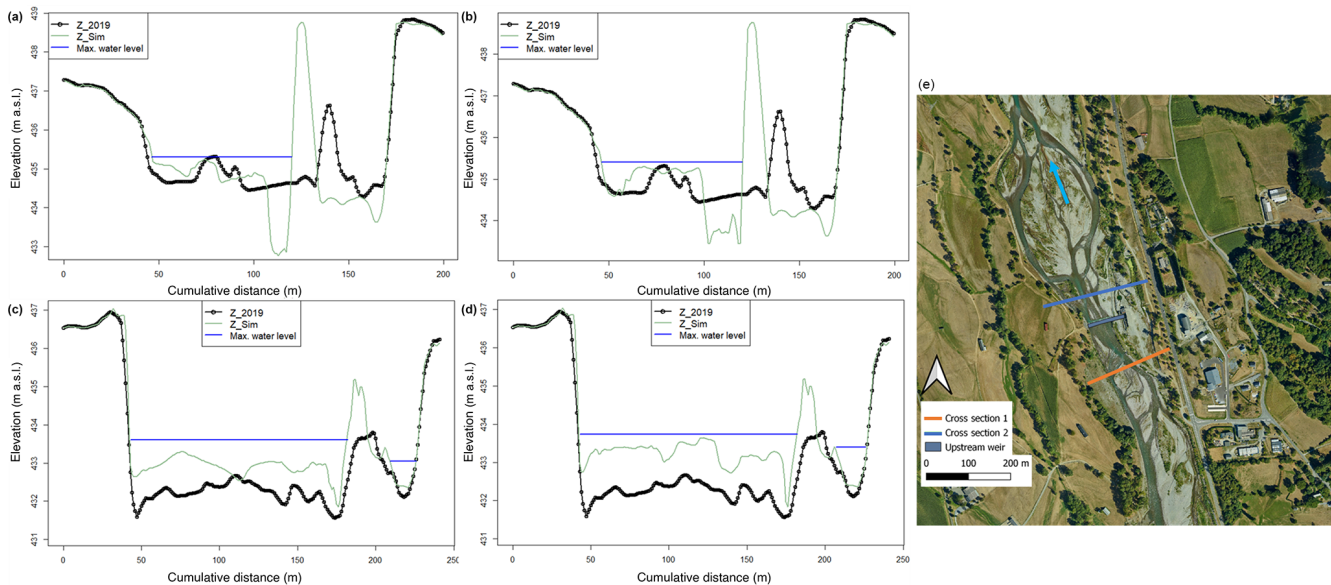 (a)
439
438
437
436
435
434
433
Elevation (m a.s.l.)
Z_2019
Z_Sim
Max. water level
0
50
100
150
200
Cumulative distance (m)
(b)
439
438
437
436
435
434
Elevation (m a.s.l.)
Z_2019
Z_Sim
Max. water level
0
50
100
150
200
Cumulative distance (m)
(c)
437
436
435
434
433
432
431
Elevation (m a.s.l.)
Z_2019
Z_Sim
Max. water level
0
50
100
150
200
250
Cumulative distance (m)
(d)
437
436
435
434
433
432
431
Elevation (m a.s.l.)
Z_2019
Z_Sim
Max. water level
0
50
100
150
200
250
Cumulative distance (m)
(e)
Cross section 1
Cross section 2
Upstream weir
0 100 200 m